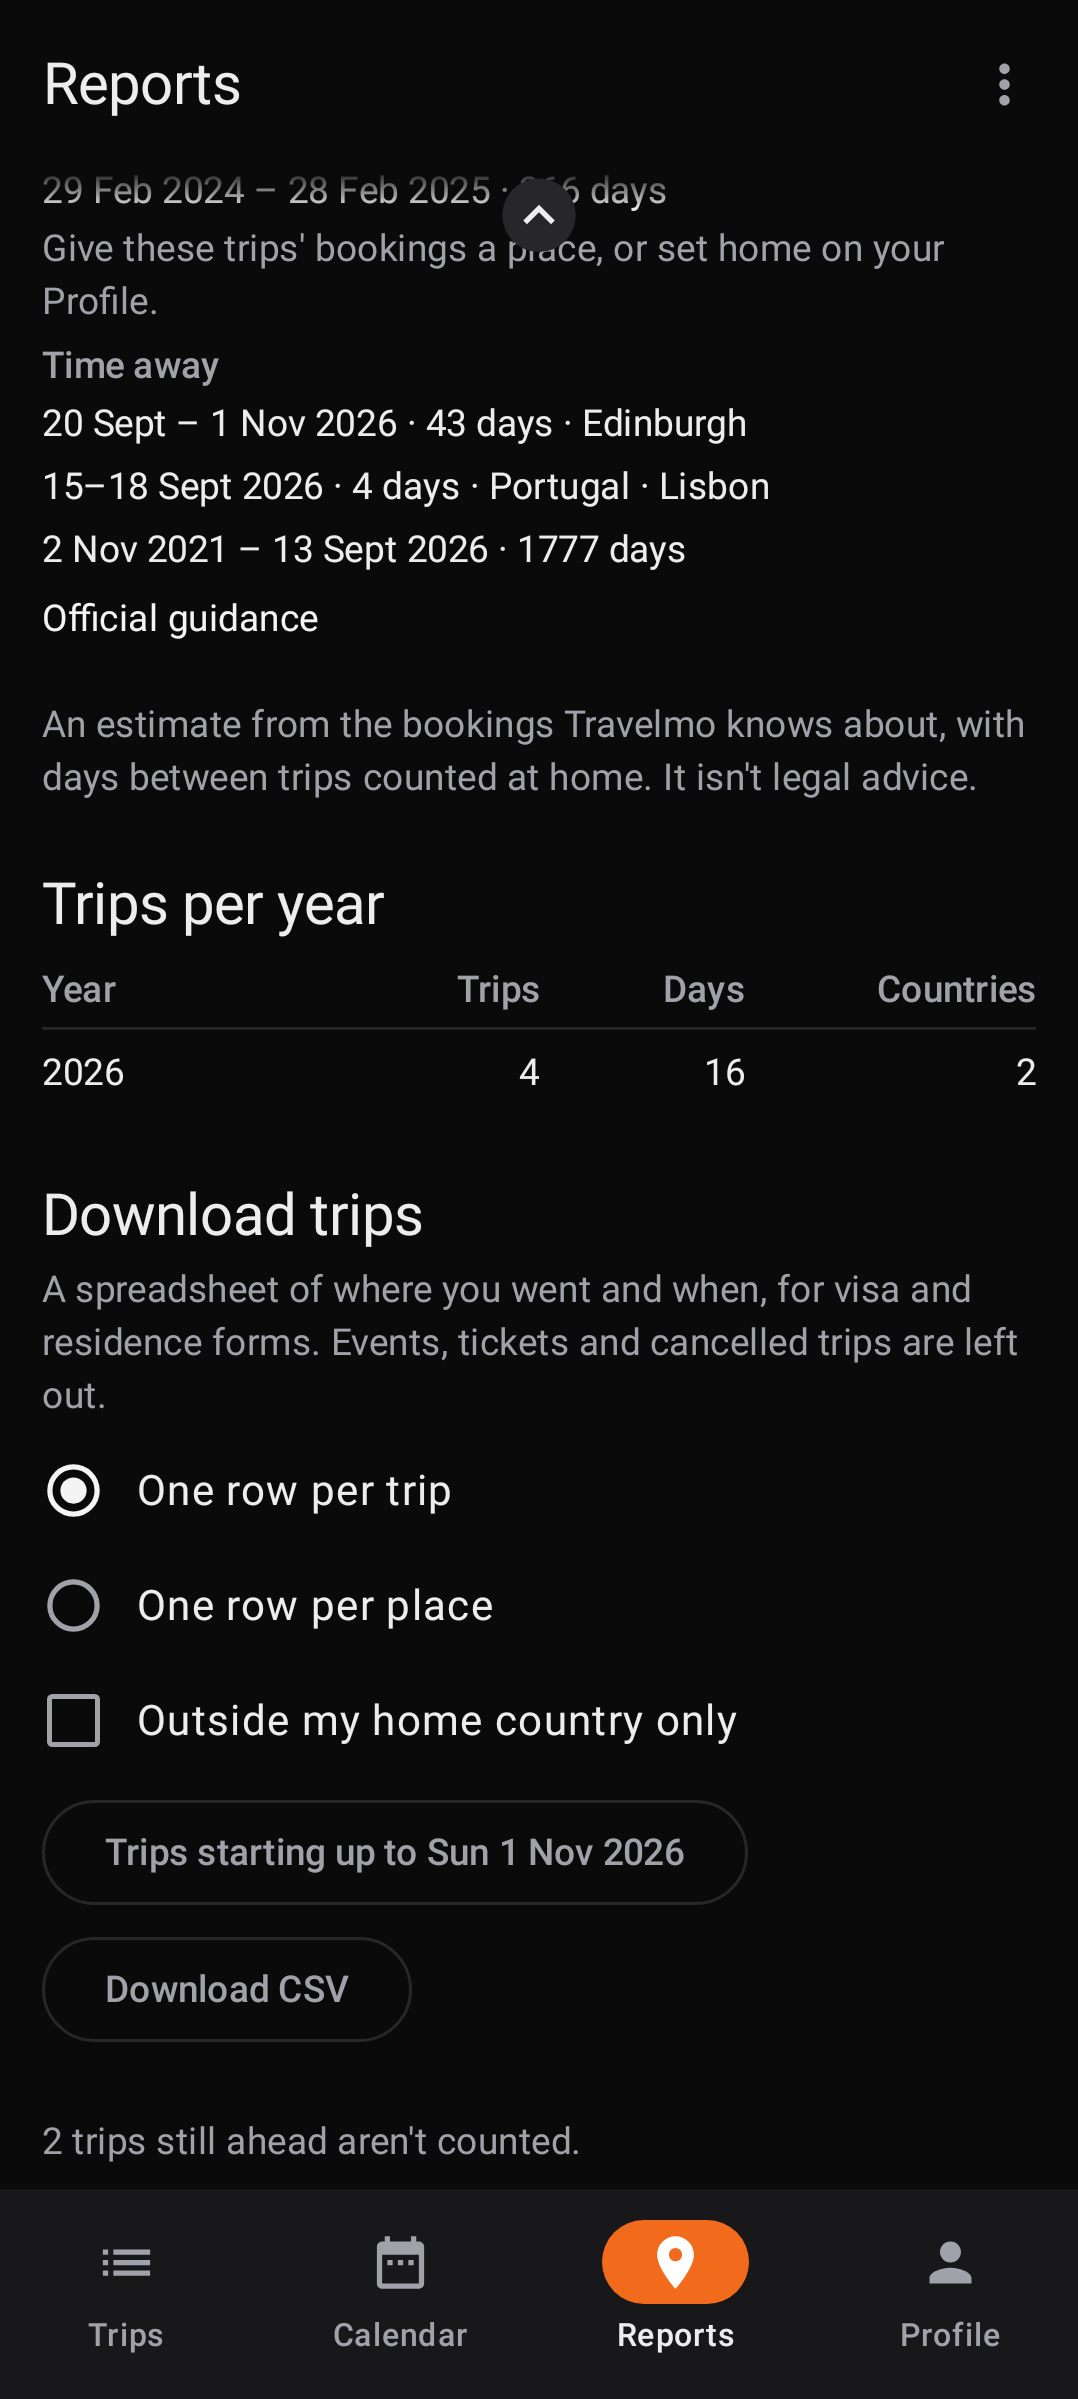 Reports
29 Feb 2024 – 28 Feb 2025 · 366 days
Give these trips' bookings a place, or set home on your
Profile.
Time away
20 Sept – 1 Nov 2026 · 43 days · Edinburgh
15–18 Sept 2026 · 4 days · Portugal · Lisbon
2 Nov 2021 – 13 Sept 2026 · 1777 days
Official guidance
An estimate from the bookings Travelmo knows about, with
days between trips counted at home. It isn't legal advice.
Trips per year
Year Trips Days Countries
2026 4 16 2
Download trips
A spreadsheet of where you went and when, for visa and
residence forms. Events, tickets and cancelled trips are left
out.
One row per trip
One row per place
Outside my home country only
Trips starting up to Sun 1 Nov 2026
Download CSV
2 trips still ahead aren't counted.
Trips Calendar Reports Profile